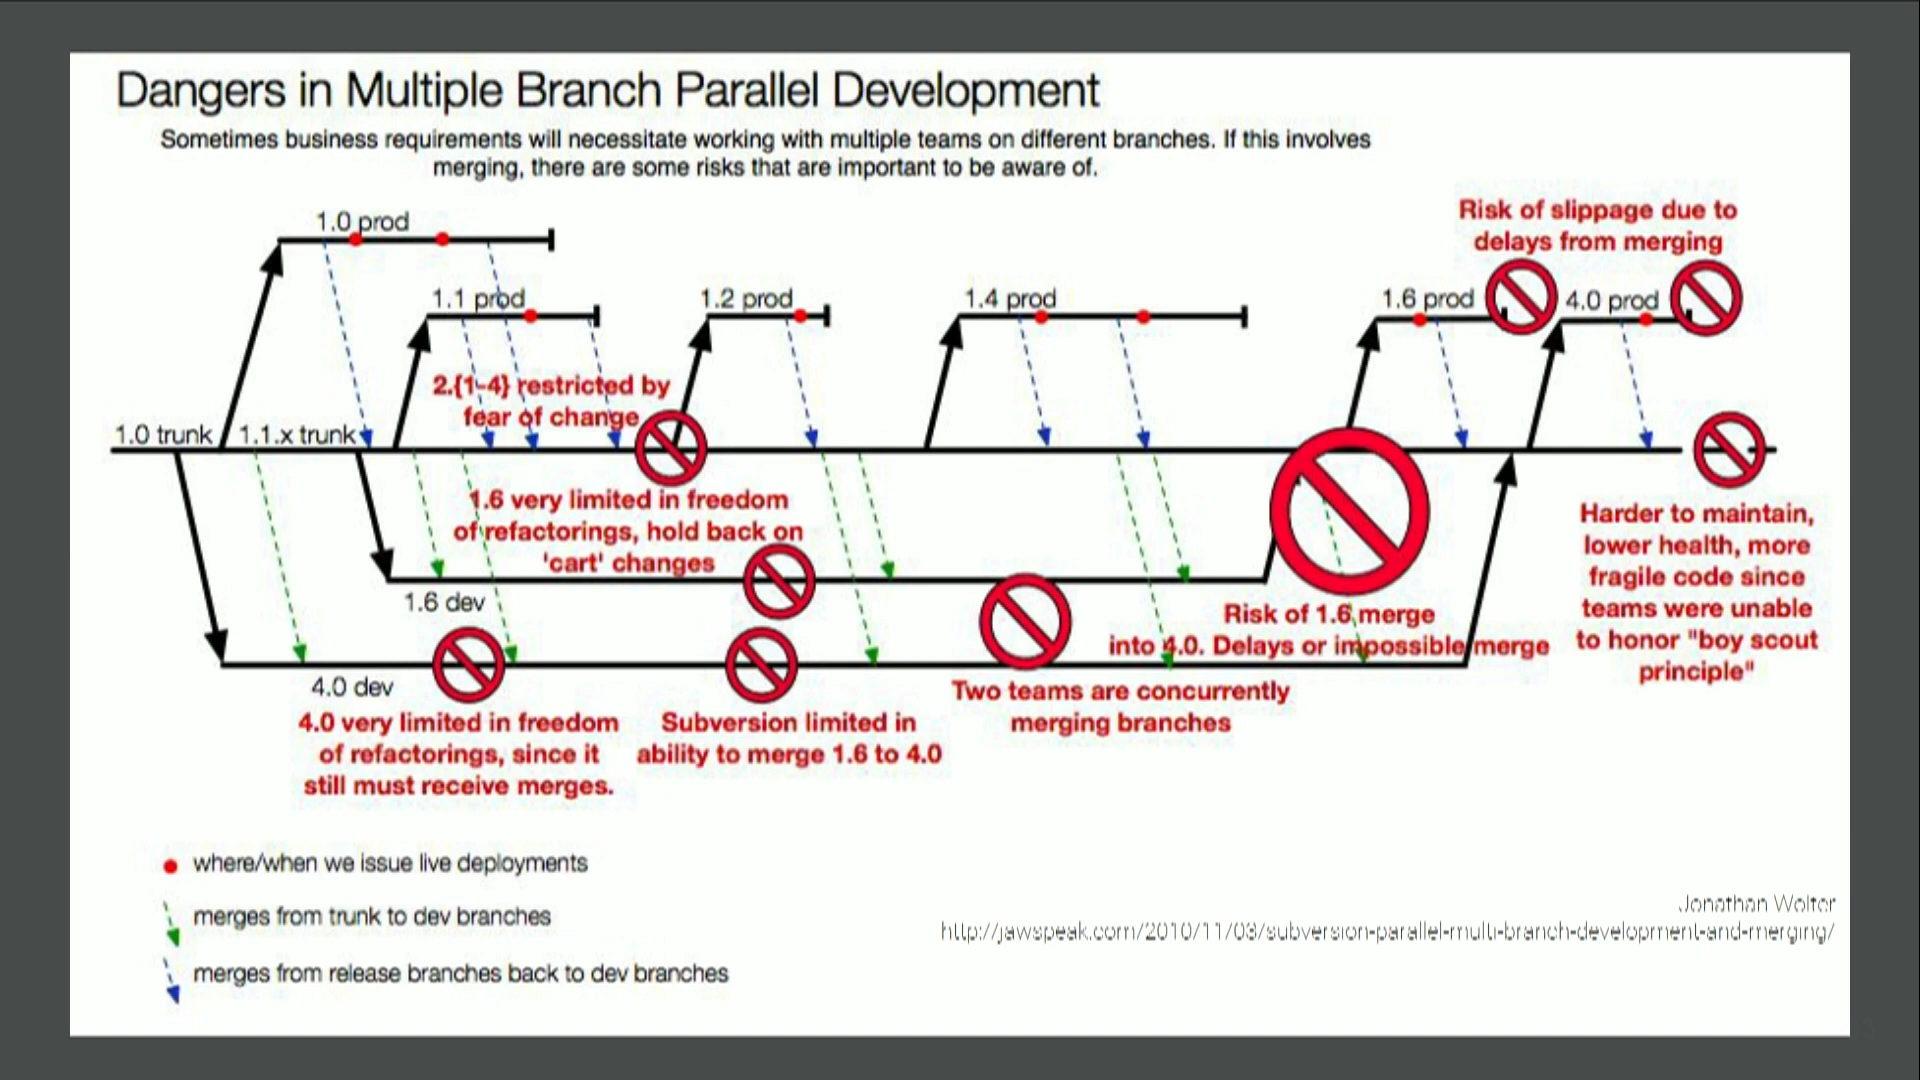 Dangers in Multiple Branch Parallel Development
Sometimes business requirements will necessitate working with multiple teams on different branches. If this involves
merging, there are some risks that are important to be aware of.
1.0 prod
1.1 prod
1.2 prod
1.4 prod
1.6 prod
4.0 prod
Risk of slippage due to
delays from merging
2.{1-4} restricted by
fear of change
1.0 trunk
1.1.x trunk
1.6 very limited in freedom
of refactorings, hold back on
'cart' changes
1.6 dev
Risk of 1.6 merge
into 4.0. Delays or impossible merge
Harder to maintain,
lower health, more
fragile code since
teams were unable
to honor "boy scout
principle"
4.0 dev
4.0 very limited in freedom
of refactorings, since it
still must receive merges.
Subversion limited in
ability to merge 1.6 to 4.0
Two teams are concurrently
merging branches
where/when we issue live deployments
merges from trunk to dev branches
merges from release branches back to dev branches
Jonathan Wolter
http://jawspeak.com/2010/11/03/subversion-parallel-multi-branch-development-and-merging/